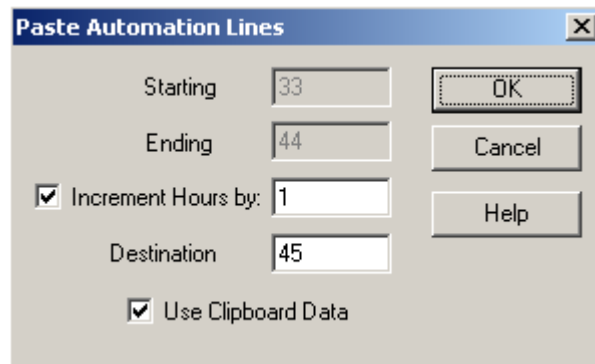 Paste Automation Lines
Starting 33
OK
Ending 44
Cancel
Increment Hours by: 1
Help
Destination 45
Use Clipboard Data